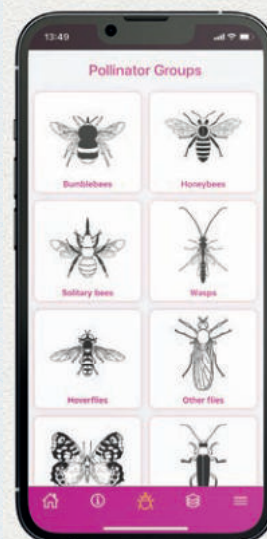 13:49
Pollinator Groups
Bumblebees Honeybees
Solitary bees Wasps
Hoverflies Other flies